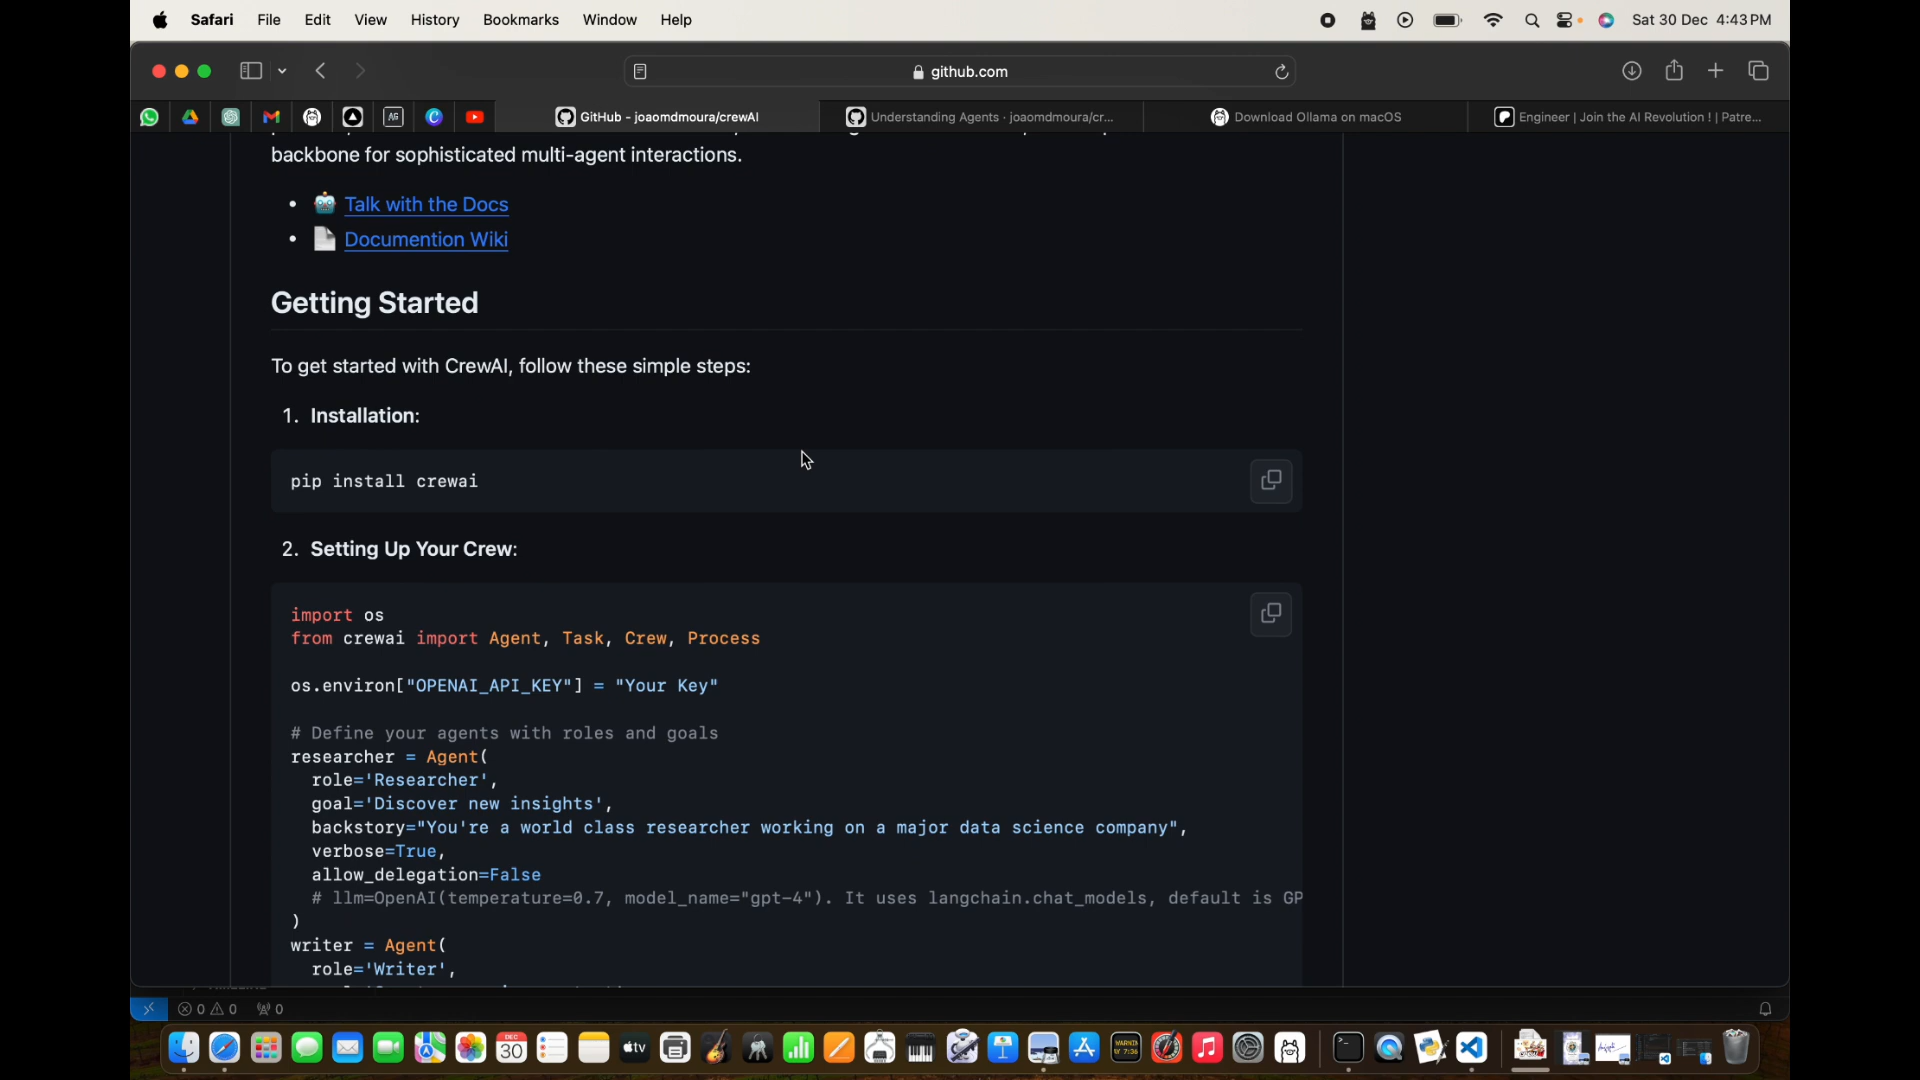 Safari File Edit View History Bookmarks Window Help Sat 30 Dec 4:43 PM
github.com
GitHub - joaomdmoura/crewAI Understanding Agents · joaomdmoura/cr... Download Ollama on macOS Engineer | Join the AI Revolution ! | Patre...
backbone for sophisticated multi-agent interactions.
Talk with the Docs
Documention Wiki
Getting Started
To get started with CrewAI, follow these simple steps:
1. Installation:
pip install crewai
2. Setting Up Your Crew:
import os
from crewai import Agent, Task, Crew, Process
os.environ["OPENAI_API_KEY"] = "Your Key"
# Define your agents with roles and goals
researcher = Agent(
role='Researcher',
goal='Discover new insights',
backstory="You're a world class researcher working on a major data science company",
verbose=True,
allow_delegation=False
# llm=OpenAI(temperature=0.7, model_name="gpt-4"). It uses langchain.chat_models, default is GP
)
writer = Agent(
role='Writer',
0 0 0
DEC
30
tv